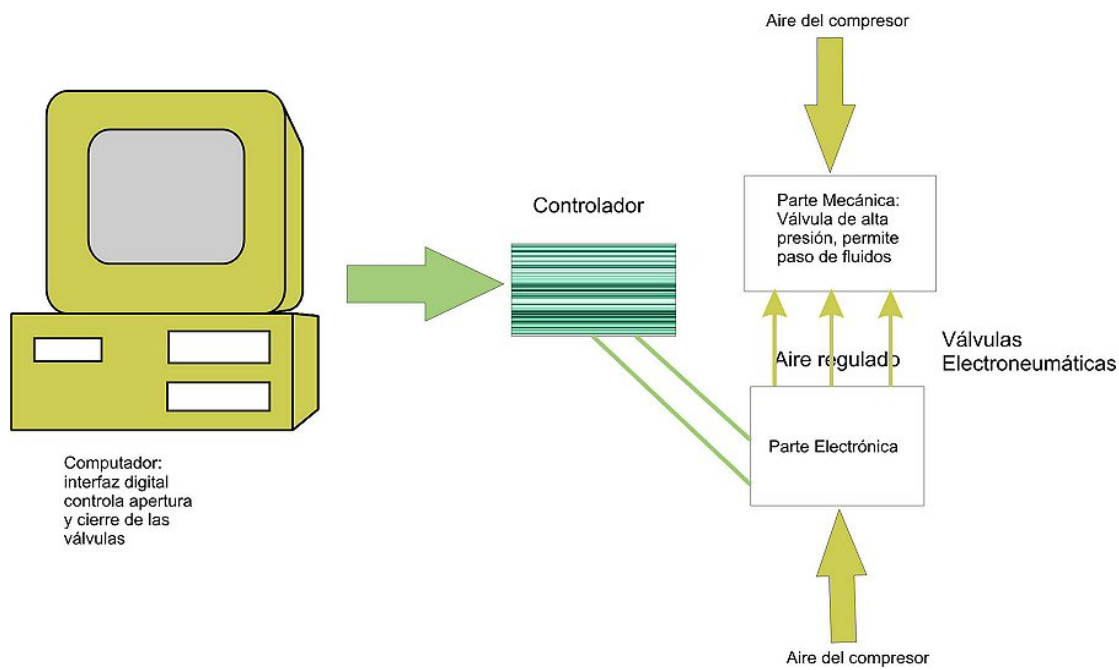 Aire del compresor
Parte Mecánica:
Válvula de alta
presión, permite
paso de fluidos
Controlador
Aire regulado
Válvulas
Electroneumáticas
Parte Electrónica
Computador:
interfaz digital
controla apertura
y cierre de las
válvulas
Aire del compresor